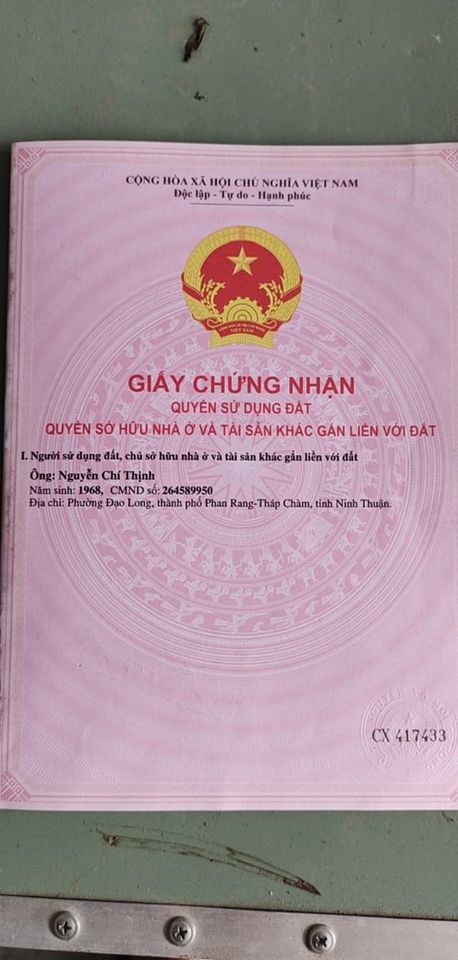 CỘNG HÒA XÃ HỘI CHỦ NGHĨA VIỆT NAM
Độc lập - Tự do - Hạnh phúc
VIỆT NAM
GIẤY CHỨNG NHẬN
QUYỀN SỬ DỤNG ĐẤT
QUYỀN SỞ HỮU NHÀ Ở VÀ TÀI SẢN KHÁC GẮN LIỀN VỚI ĐẤT
I. Người sử dụng đất, chủ sở hữu nhà ở và tài sản khác gắn liền với đất
Ông: Nguyễn Chí Thịnh
Năm sinh: 1968, CMND số: 264589950
Địa chỉ: Phường Đạo Long, thành phố Phan Rang-Tháp Chàm, tỉnh Ninh Thuận.
CX 417433